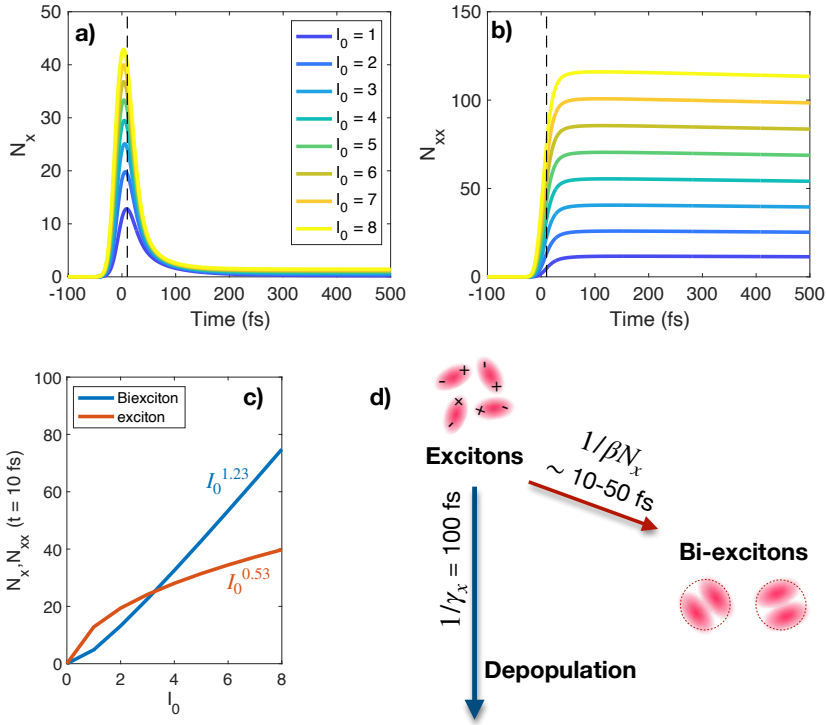 a)
N_x
50
40
30
20
10
0
-100 0 100 200 300 400 500
Time (fs)
I_0 = 1
I_0 = 2
I_0 = 3
I_0 = 4
I_0 = 5
I_0 = 6
I_0 = 7
I_0 = 8
b)
N_xx
150
100
50
0
-100 0 100 200 300 400 500
Time (fs)
c)
N_x,N_xx (t = 10 fs)
100
80
60
40
20
0
0 2 4 6 8
I_0
Biexciton
exciton
I_0^1.23
I_0^0.53
d)
- + - +
+ - + -
Excitons
1/βN_x
~ 10-50 fs
Bi-excitons
1/γ_x = 100 fs
Depopulation